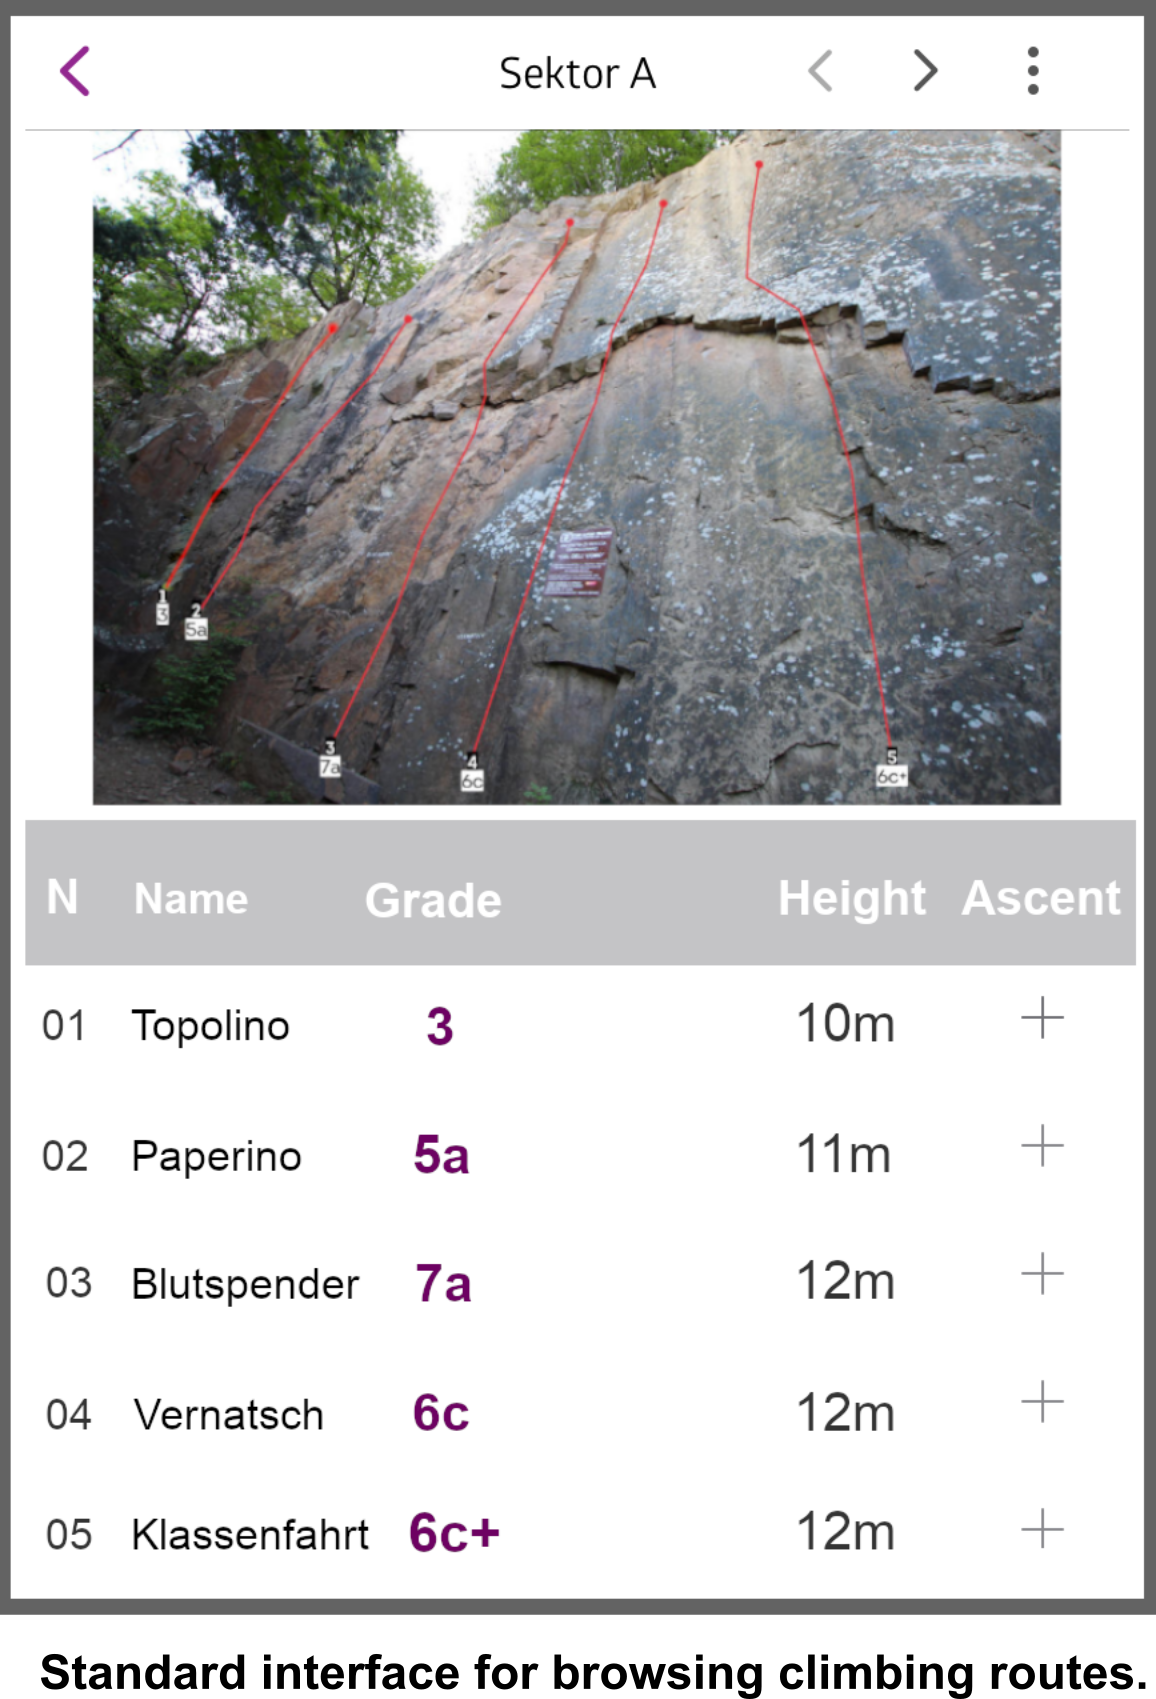 Sektor A
1
3
2
5a
3
7a
4
6c
5
6c+
N Name Grade Height Ascent
01 Topolino 3 10m
02 Paperino 5a 11m
03 Blutspender 7a 12m
04 Vernatsch 6c 12m
05 Klassenfahrt 6c+ 12m
Standard interface for browsing climbing routes.